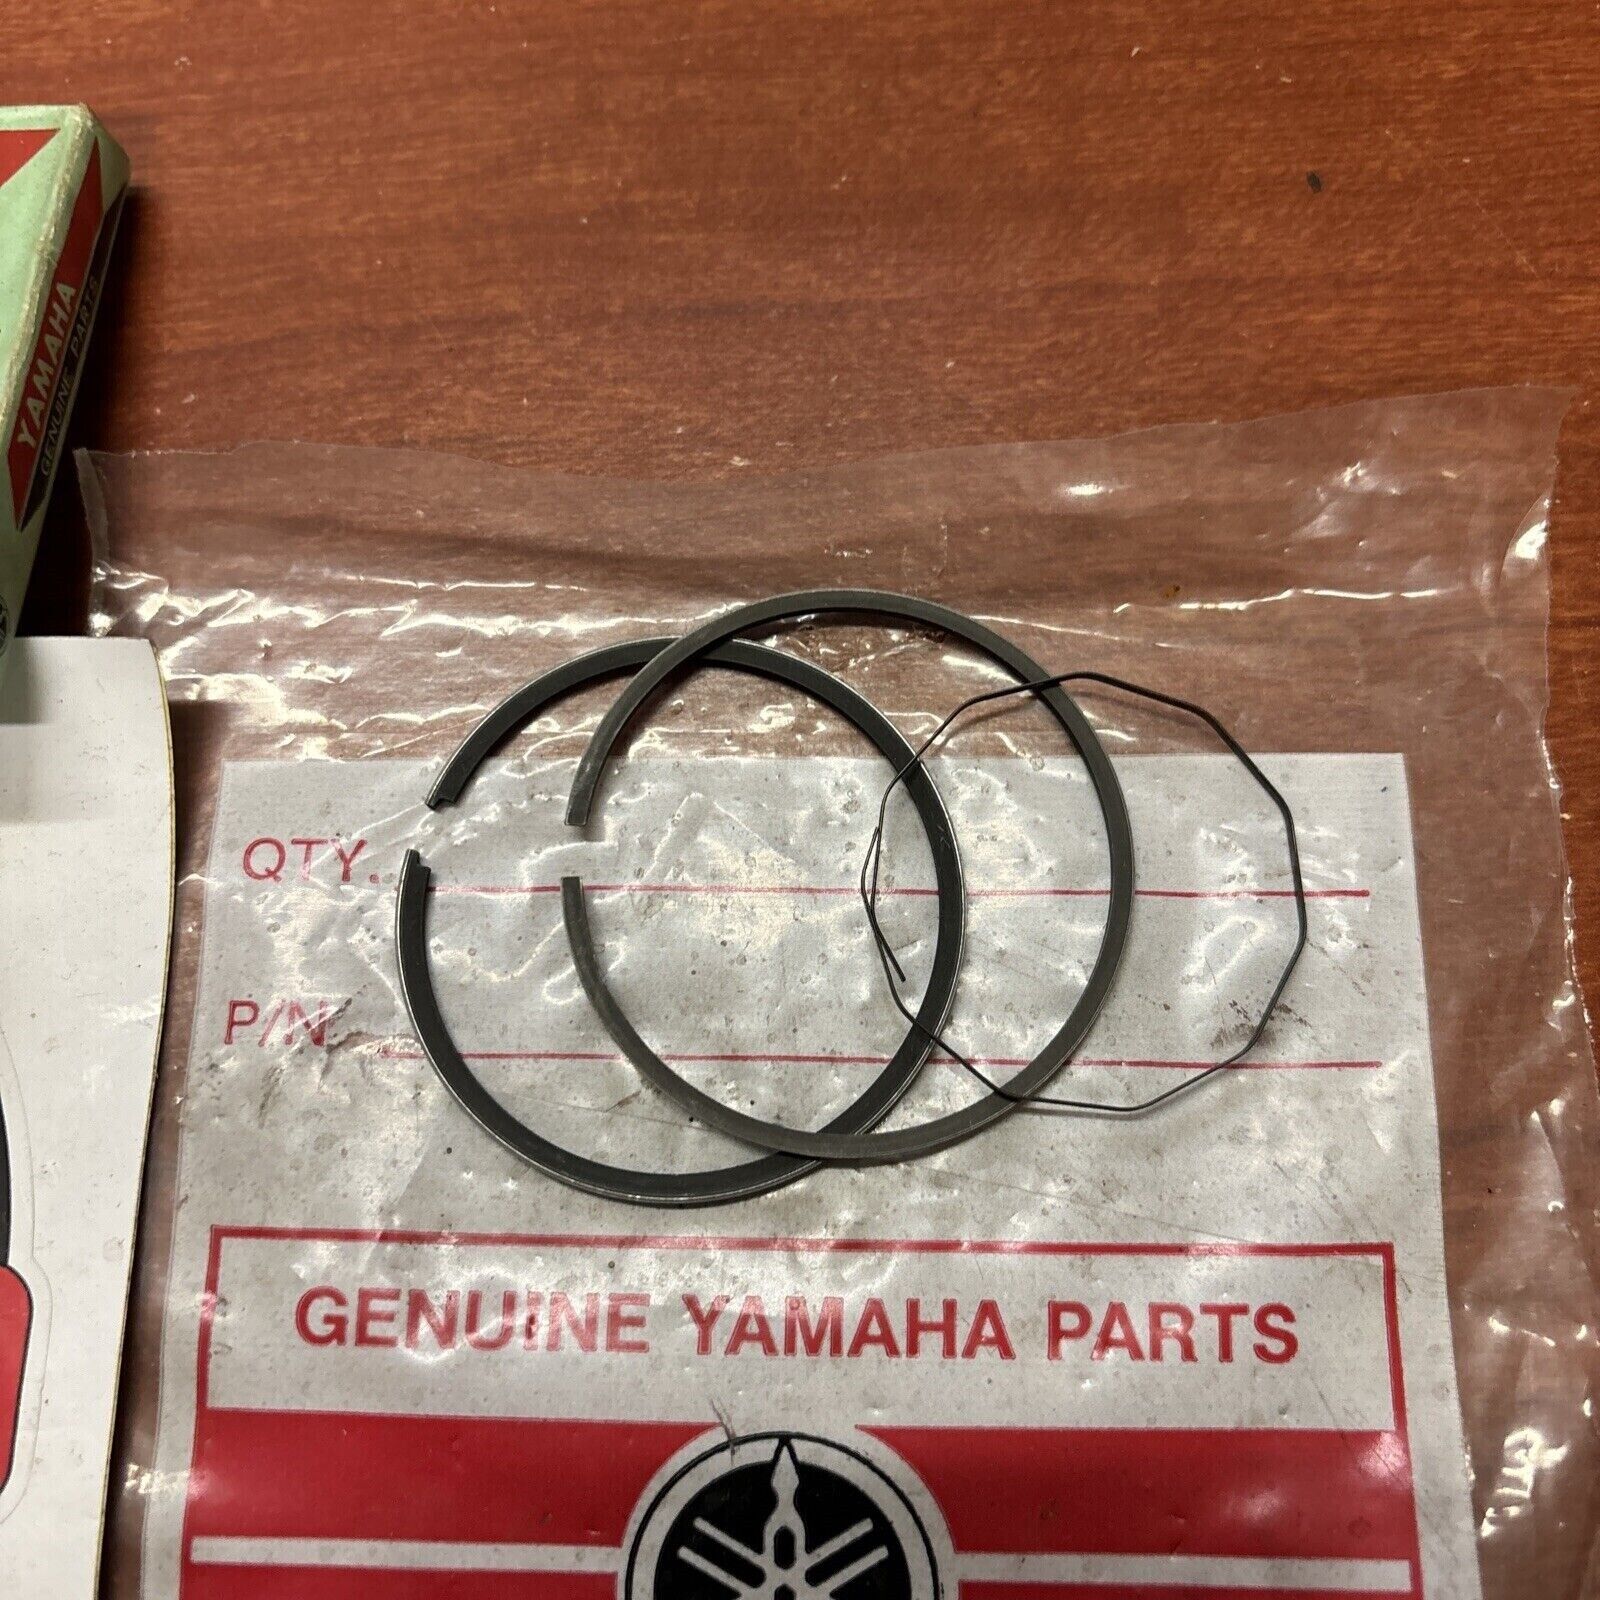 YAMAHA
GENUINE PARTS
QTY.
P/N
GENUINE YAMAHA PARTS